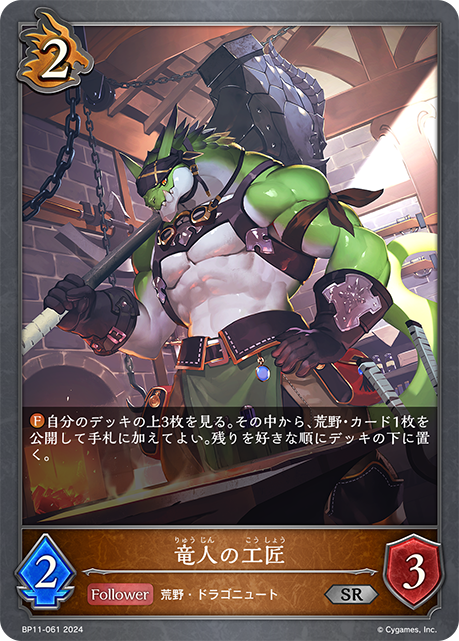 2
F 自分のデッキの上3枚を見る。その中から、荒野・カード1枚を
公開して手札に加えてよい。残りを好きな順にデッキの下に置
く。
りゅう じん こう しょう
竜人の工匠
2 Follower 荒野・ドラゴニュート SR 3
BP11-061 2024 © Cygames, Inc.